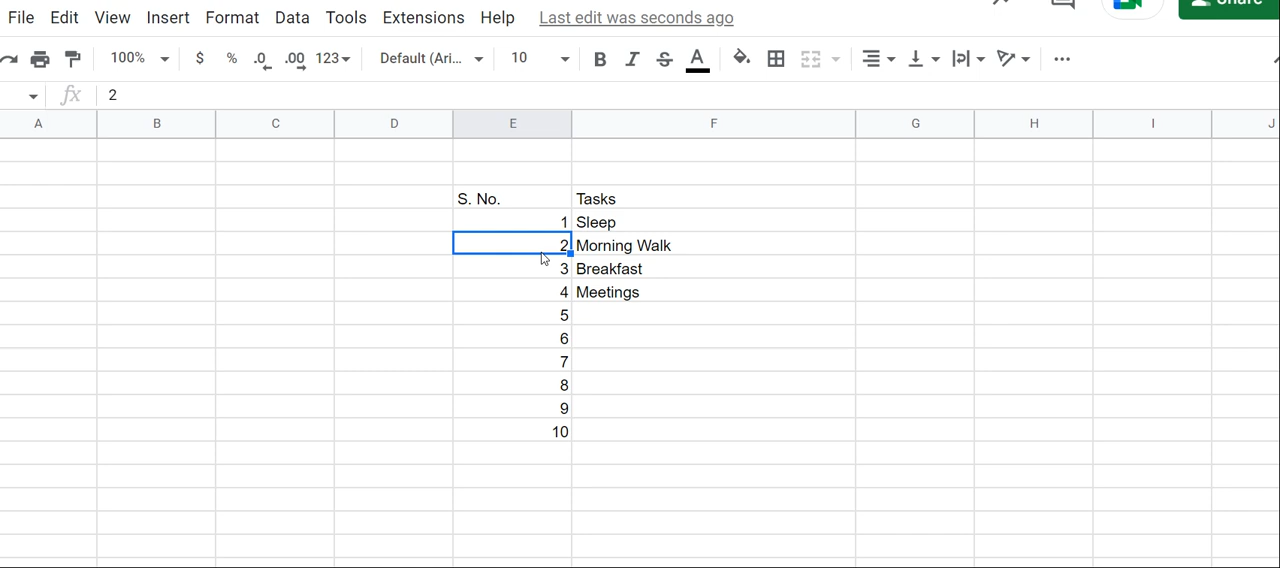 Share
File Edit View Insert Format Data Tools Extensions Help Last edit was seconds ago
100% $ % .0 .00 123 Default (Ari... 10 B I S A
fx 2
A B C D E F G H I J
S. No. Tasks
1 Sleep
2 Morning Walk
3 Breakfast
4 Meetings
5
6
7
8
9
10